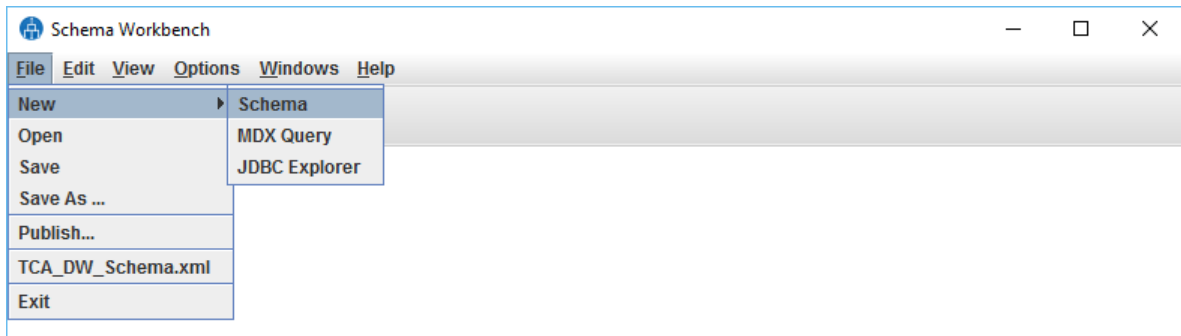 Schema Workbench
File Edit View Options Windows Help
New Schema
Open MDX Query
Save JDBC Explorer
Save As ...
Publish...
TCA_DW_Schema.xml
Exit